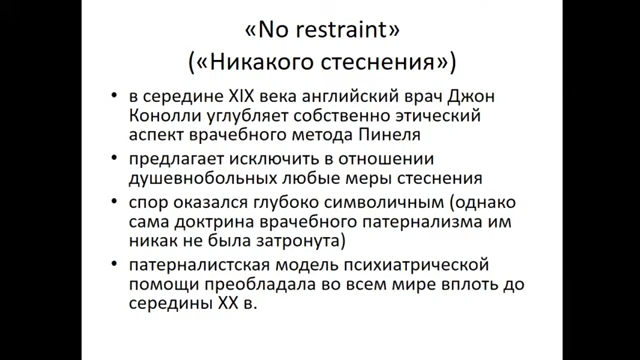 «No restraint»
(«Никакого стеснения»)
• в середине XIX века английский врач Джон
Конолли углубляет собственно этический
аспект врачебного метода Пинеля
• предлагает исключить в отношении
душевнобольных любые меры стеснения
• спор оказался глубоко символичным (однако
сама доктрина врачебного патернализма им
никак не была затронута)
• патерналистская модель психиатрической
помощи преобладала во всем мире вплоть до
середины XX в.